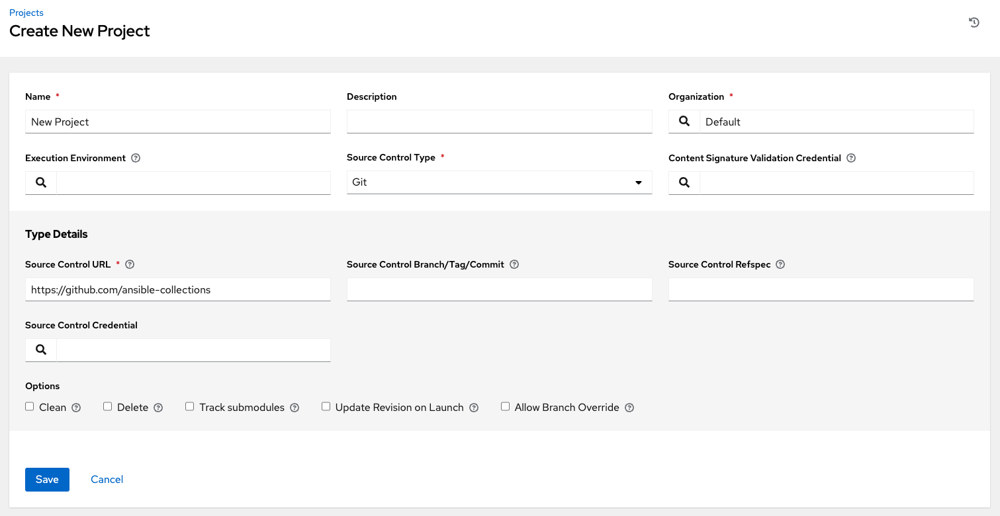 Projects
Create New Project
Name *
Description
Organization *
New Project
Default
Execution Environment
Source Control Type *
Content Signature Validation Credential
Git
Type Details
Source Control URL *
Source Control Branch/Tag/Commit
Source Control Refspec
https://github.com/ansible-collections
Source Control Credential
Options
Clean
Delete
Track submodules
Update Revision on Launch
Allow Branch Override
Save
Cancel